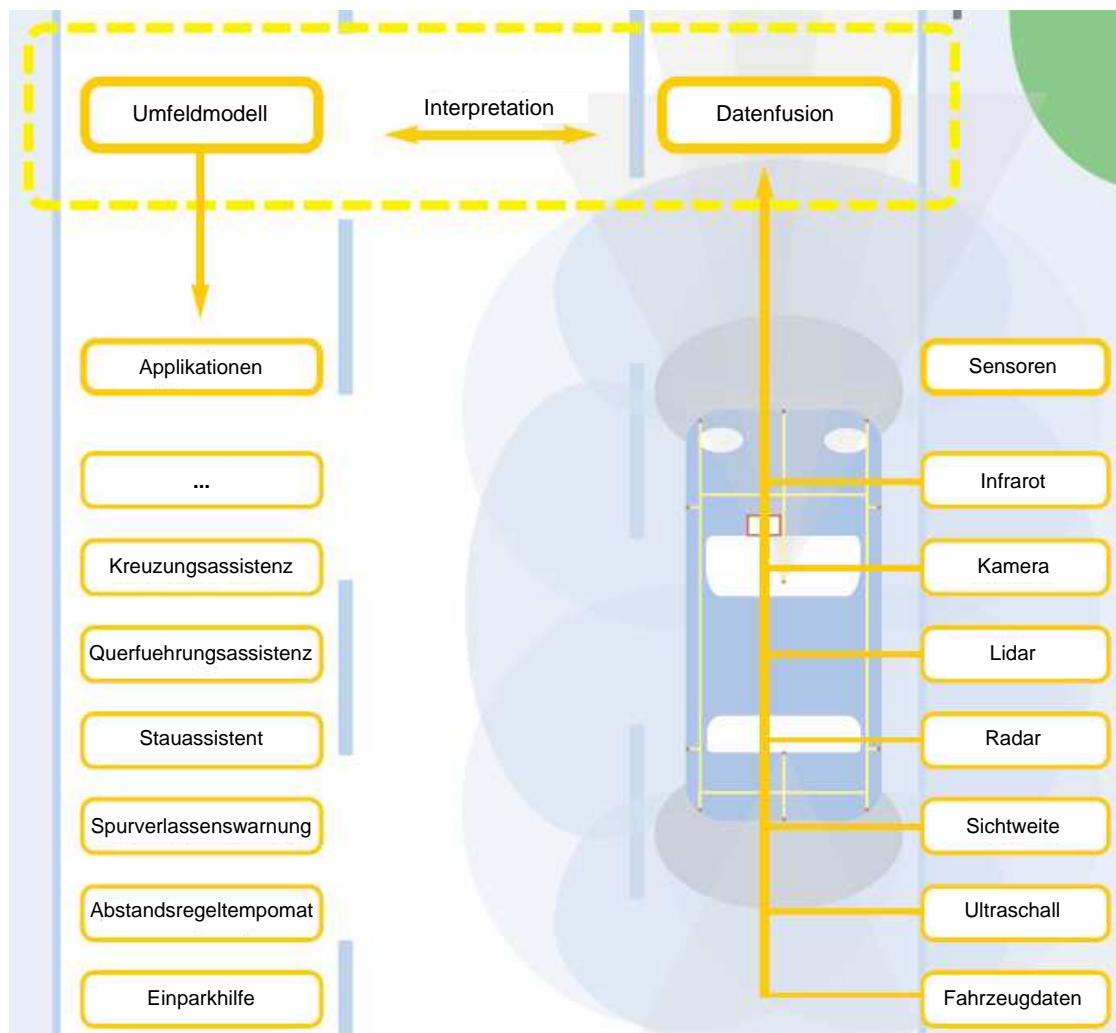 Umfeldmodell
Interpretation
Datenfusion
Applikationen
Sensoren
...
Infrarot
Kreuzungsassistenz
Kamera
Querfuehrungsassistenz
Lidar
Stauassistent
Radar
Spurverlassenswarnung
Sichtweite
Abstandsregeltempomat
Ultraschall
Einparkhilfe
Fahrzeugdaten